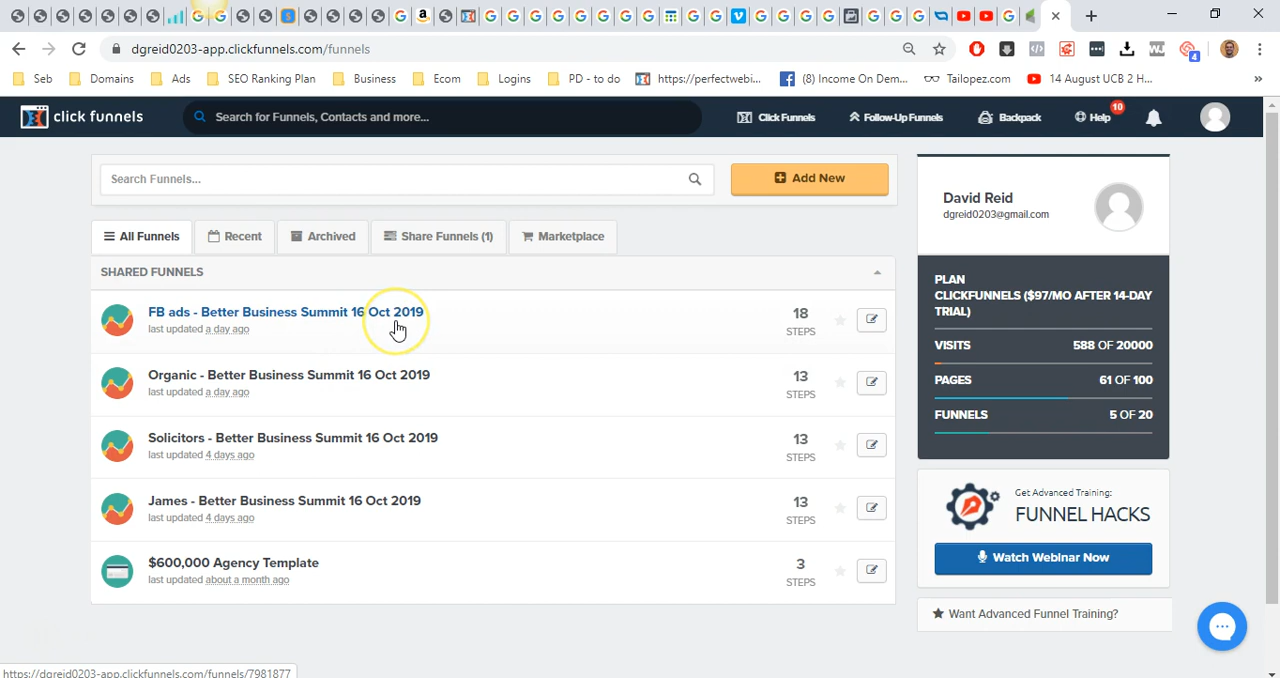 dgreid0203-app.clickfunnels.com/funnels
4
Seb
Domains
Ads
SEO Ranking Plan
Business
Ecom
Logins
PD - to do
https://perfectwebi...
(8) Income On Dem...
Tailopez.com
14 August UCB 2 H...
»
click funnels
Search for Funnels, Contacts and more...
Click Funnels
Follow-Up Funnels
Backpack
Help
10
Search Funnels...
Add New
David Reid
dgreid0203@gmail.com
All Funnels
Recent
Archived
Share Funnels (1)
Marketplace
SHARED FUNNELS
FB ads - Better Business Summit 16 Oct 2019
last updated a day ago
18
STEPS
Organic - Better Business Summit 16 Oct 2019
last updated a day ago
13
STEPS
Solicitors - Better Business Summit 16 Oct 2019
last updated 4 days ago
13
STEPS
James - Better Business Summit 16 Oct 2019
last updated 4 days ago
13
STEPS
$600,000 Agency Template
last updated about a month ago
3
STEPS
PLAN
CLICKFUNNELS ($97/MO AFTER 14-DAY
TRIAL)
VISITS 588 OF 20000
PAGES 61 OF 100
FUNNELS 5 OF 20
Get Advanced Training:
FUNNEL HACKS
Watch Webinar Now
Want Advanced Funnel Training?
https://dgreid0203-app.clickfunnels.com/funnels/7981877